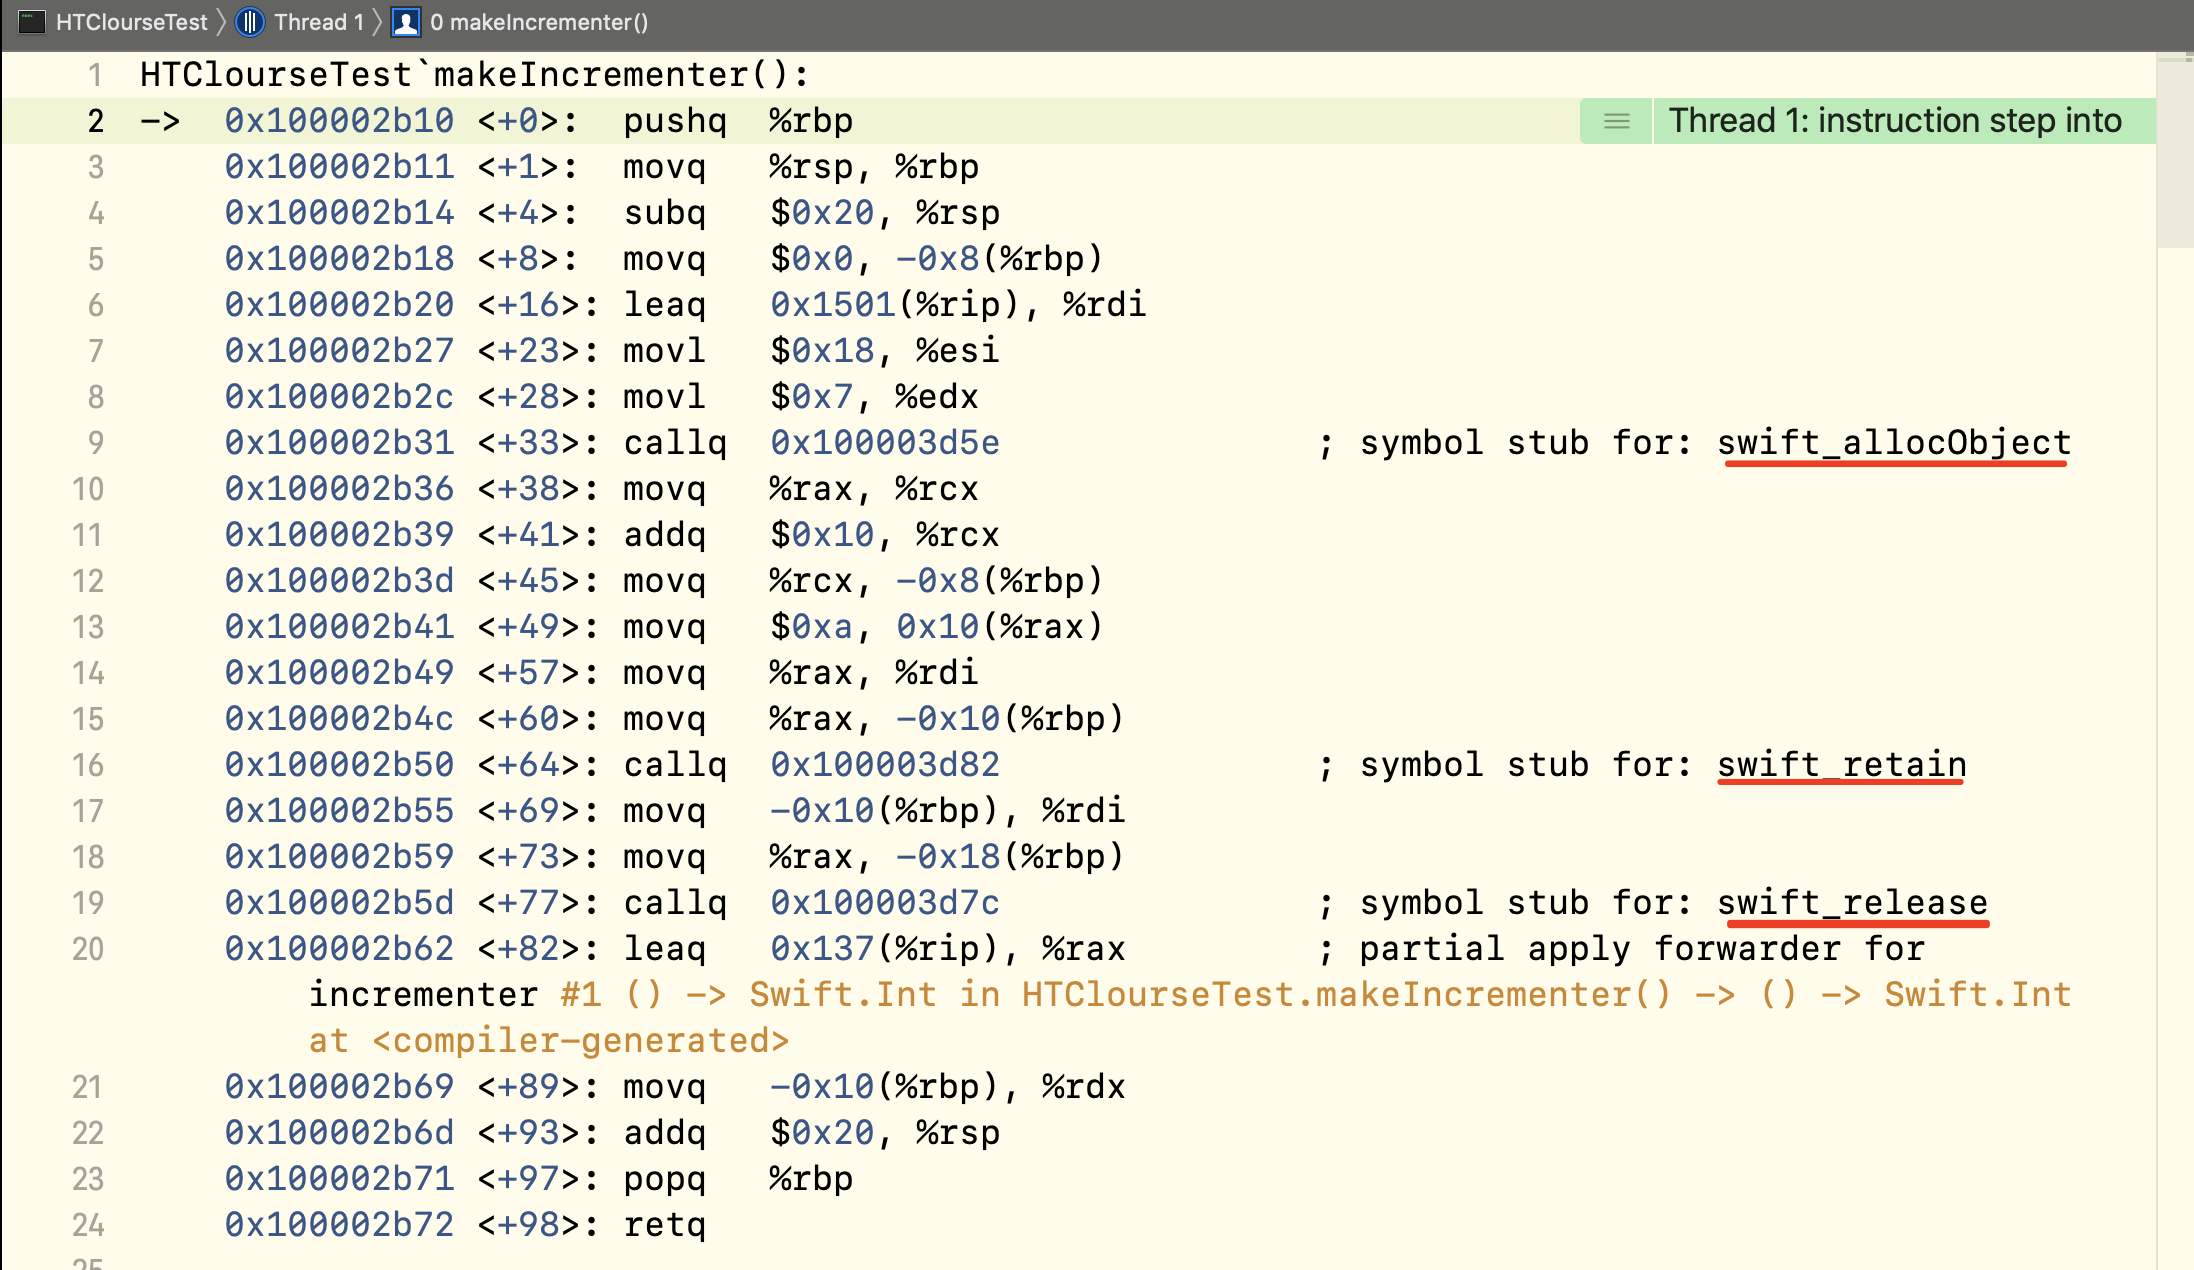 HTClourseTest 〉 Thread 1 〉 0 makeIncrementer()
1 HTClourseTest`makeIncrementer():
2 -> 0x100002b10 <+0>: pushq %rbp Thread 1: instruction step into
3 0x100002b11 <+1>: movq %rsp, %rbp
4 0x100002b14 <+4>: subq $0x20, %rsp
5 0x100002b18 <+8>: movq $0x0, -0x8(%rbp)
6 0x100002b20 <+16>: leaq 0x1501(%rip), %rdi
7 0x100002b27 <+23>: movl $0x18, %esi
8 0x100002b2c <+28>: movl $0x7, %edx
9 0x100002b31 <+33>: callq 0x100003d5e ; symbol stub for: swift_allocObject
10 0x100002b36 <+38>: movq %rax, %rcx
11 0x100002b39 <+41>: addq $0x10, %rcx
12 0x100002b3d <+45>: movq %rcx, -0x8(%rbp)
13 0x100002b41 <+49>: movq $0xa, 0x10(%rax)
14 0x100002b49 <+57>: movq %rax, %rdi
15 0x100002b4c <+60>: movq %rax, -0x10(%rbp)
16 0x100002b50 <+64>: callq 0x100003d82 ; symbol stub for: swift_retain
17 0x100002b55 <+69>: movq -0x10(%rbp), %rdi
18 0x100002b59 <+73>: movq %rax, -0x18(%rbp)
19 0x100002b5d <+77>: callq 0x100003d7c ; symbol stub for: swift_release
20 0x100002b62 <+82>: leaq 0x137(%rip), %rax ; partial apply forwarder for
incrementer #1 () -> Swift.Int in HTClourseTest.makeIncrementer() -> () -> Swift.Int
at <compiler-generated>
21 0x100002b69 <+89>: movq -0x10(%rbp), %rdx
22 0x100002b6d <+93>: addq $0x20, %rsp
23 0x100002b71 <+97>: popq %rbp
24 0x100002b72 <+98>: retq
25